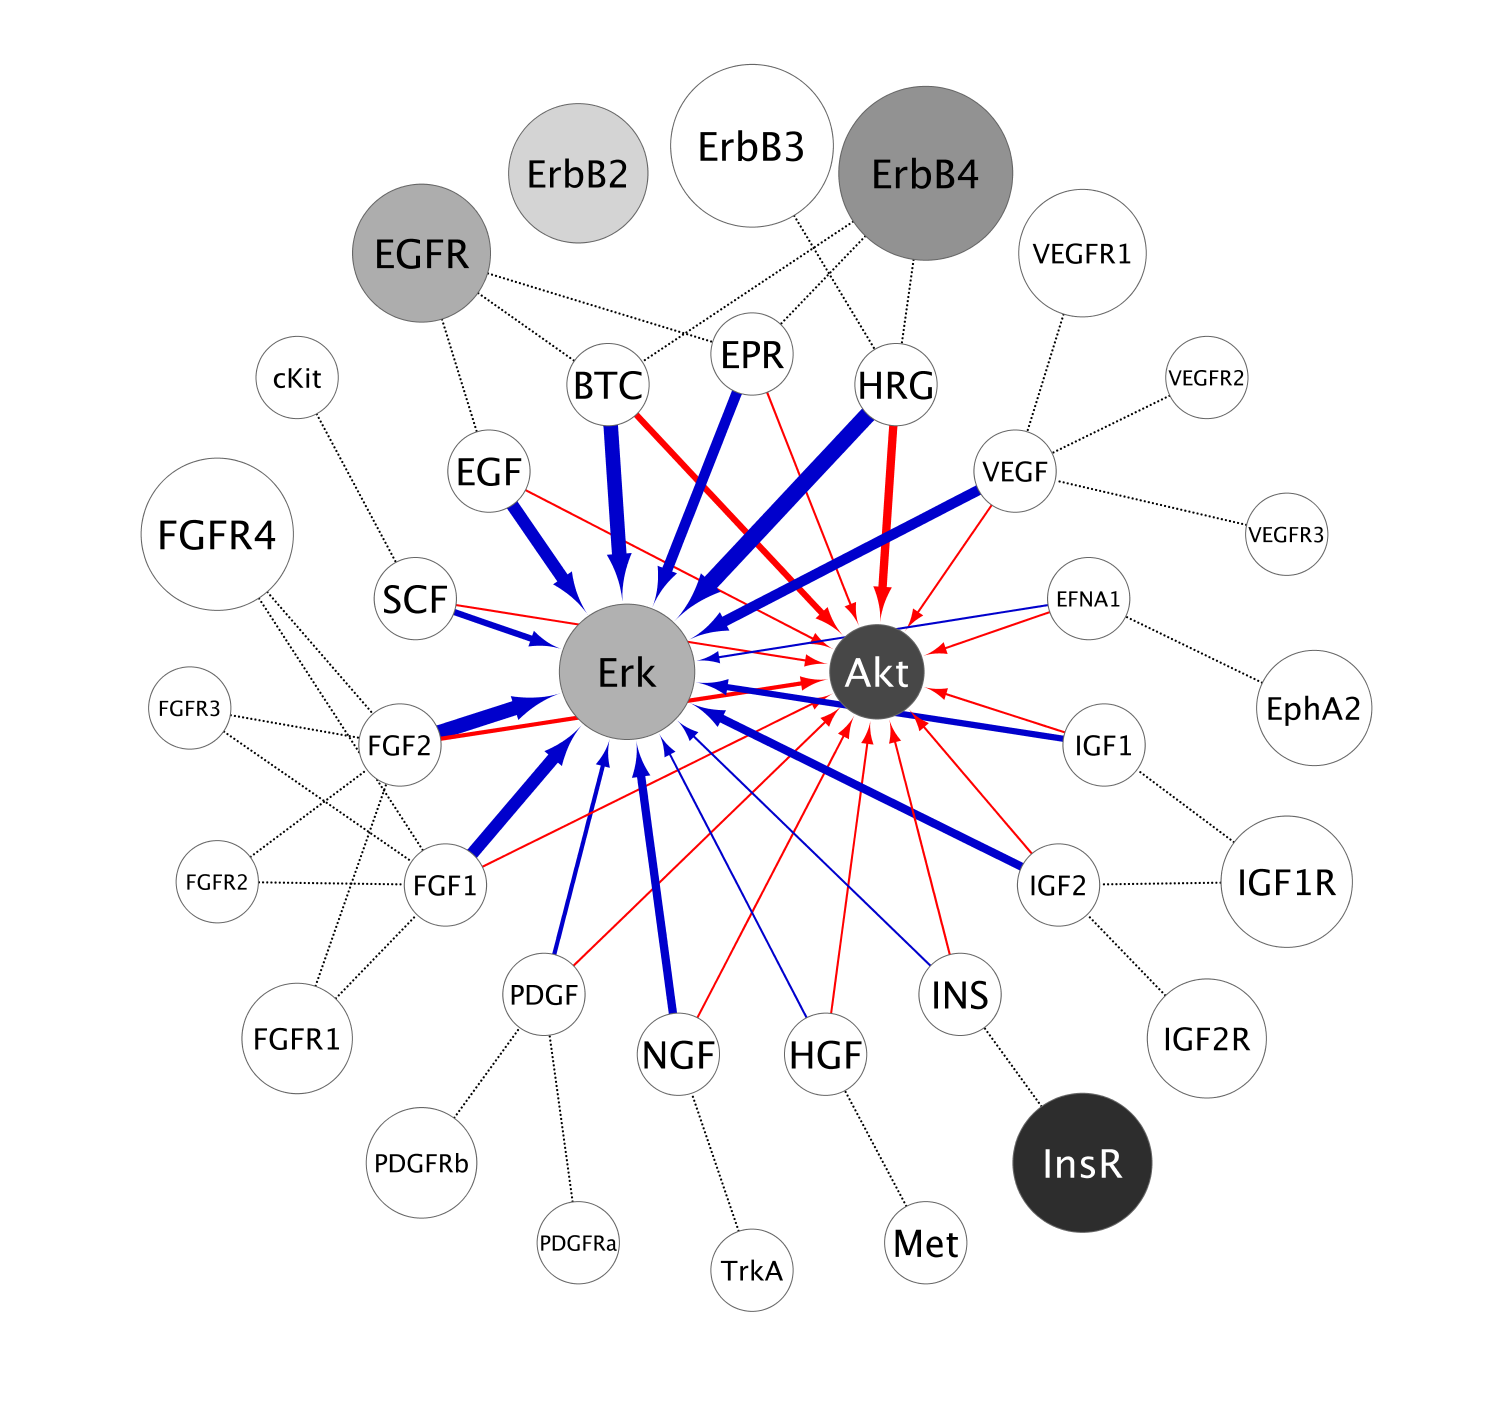 ErbB3
ErbB2
ErbB4
EGFR
VEGFR1
EPR
cKit
BTC
HRG
VEGFR2
EGF
VEGF
FGFR4
VEGFR3
SCF
EFNA1
Erk
Akt
FGFR3
EphA2
FGF2
IGF1
FGFR2
FGF1
IGF2
IGF1R
PDGF
INS
FGFR1
IGF2R
NGF
HGF
PDGFRb
InsR
PDGFRa
Met
TrkA